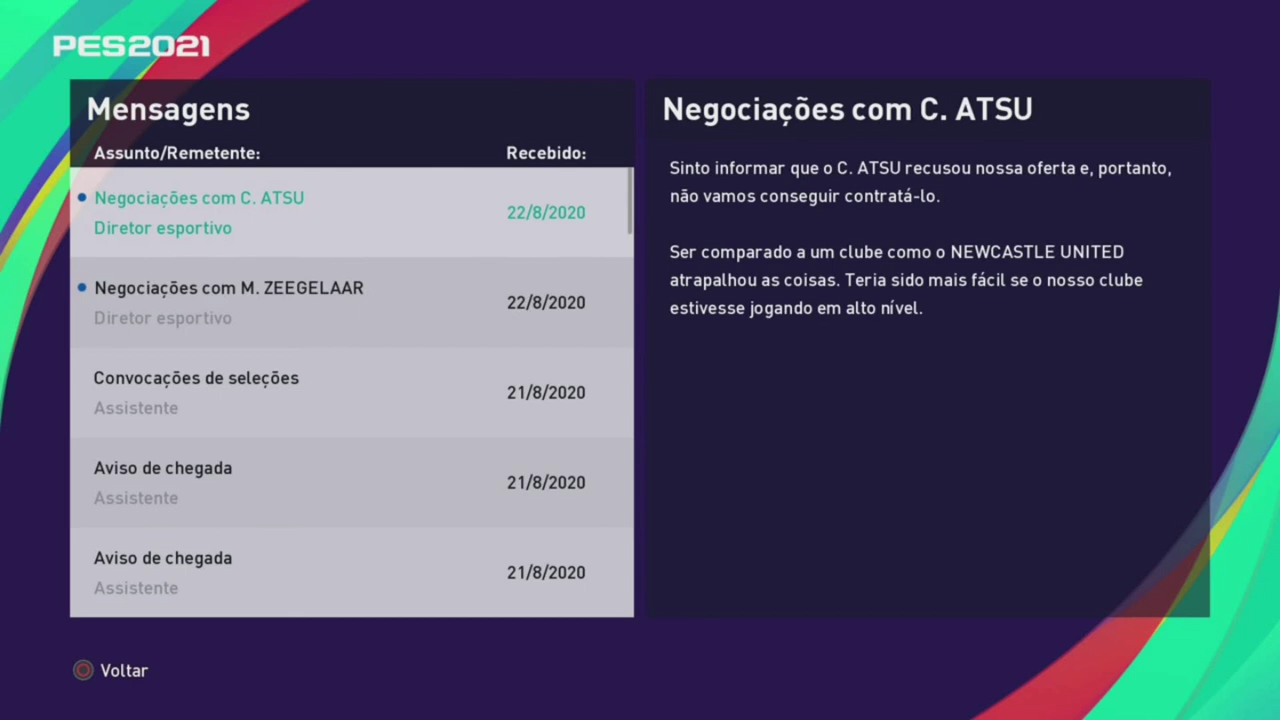 PES2021
Mensagens
Assunto/Remetente: Recebido:
Negociações com C. ATSU
Diretor esportivo
22/8/2020
Negociações com M. ZEEGELAAR
Diretor esportivo
22/8/2020
Convocações de seleções
Assistente
21/8/2020
Aviso de chegada
Assistente
21/8/2020
Aviso de chegada
Assistente
21/8/2020
Negociações com C. ATSU
Sinto informar que o C. ATSU recusou nossa oferta e, portanto,
não vamos conseguir contratá-lo.
Ser comparado a um clube como o NEWCASTLE UNITED
atrapalhou as coisas. Teria sido mais fácil se o nosso clube
estivesse jogando em alto nível.
Voltar